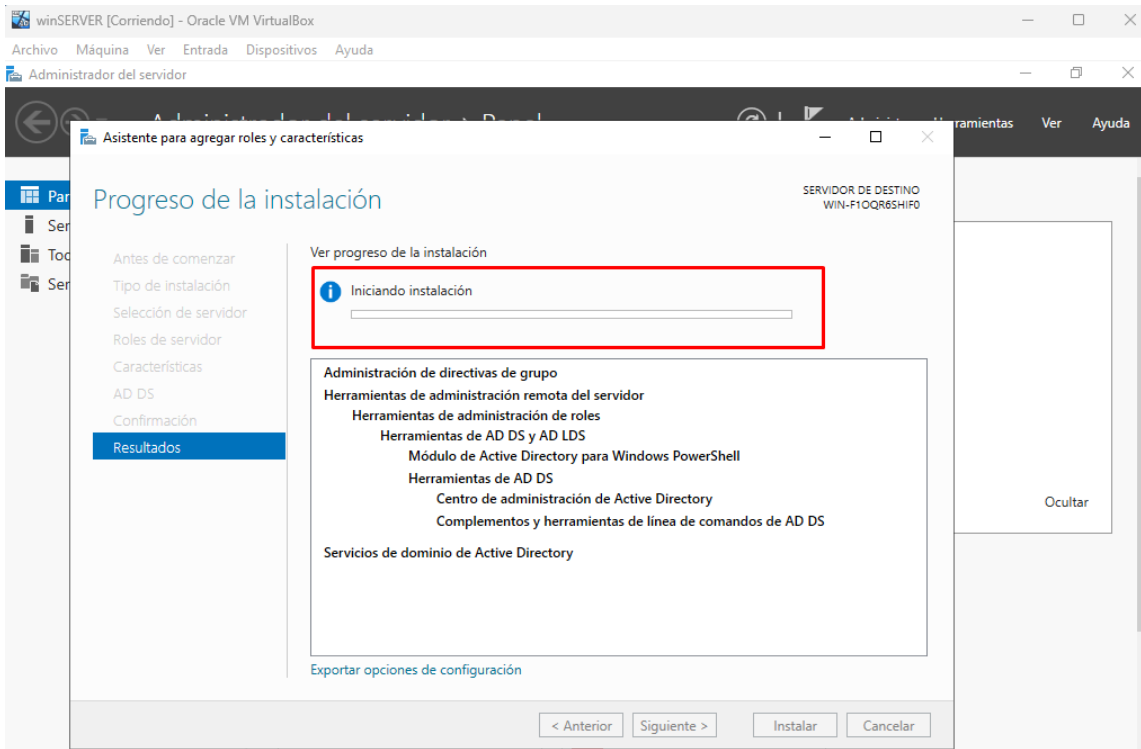 winSERVER [Corriendo] - Oracle VM VirtualBox
Archivo Máquina Ver Entrada Dispositivos Ayuda
Administrador del servidor
Ver Ayuda
Asistente para agregar roles y características
Progreso de la instalación
SERVIDOR DE DESTINO
WIN-F1OQR6SHIF0
Antes de comenzar
Tipo de instalación
Selección de servidor
Roles de servidor
Características
AD DS
Confirmación
Resultados
Ver progreso de la instalación
Iniciando instalación
Administración de directivas de grupo
Herramientas de administración remota del servidor
Herramientas de administración de roles
Herramientas de AD DS y AD LDS
Módulo de Active Directory para Windows PowerShell
Herramientas de AD DS
Centro de administración de Active Directory
Complementos y herramientas de línea de comandos de AD DS
Servicios de dominio de Active Directory
Exportar opciones de configuración
< Anterior Siguiente > Instalar Cancelar
Ocultar